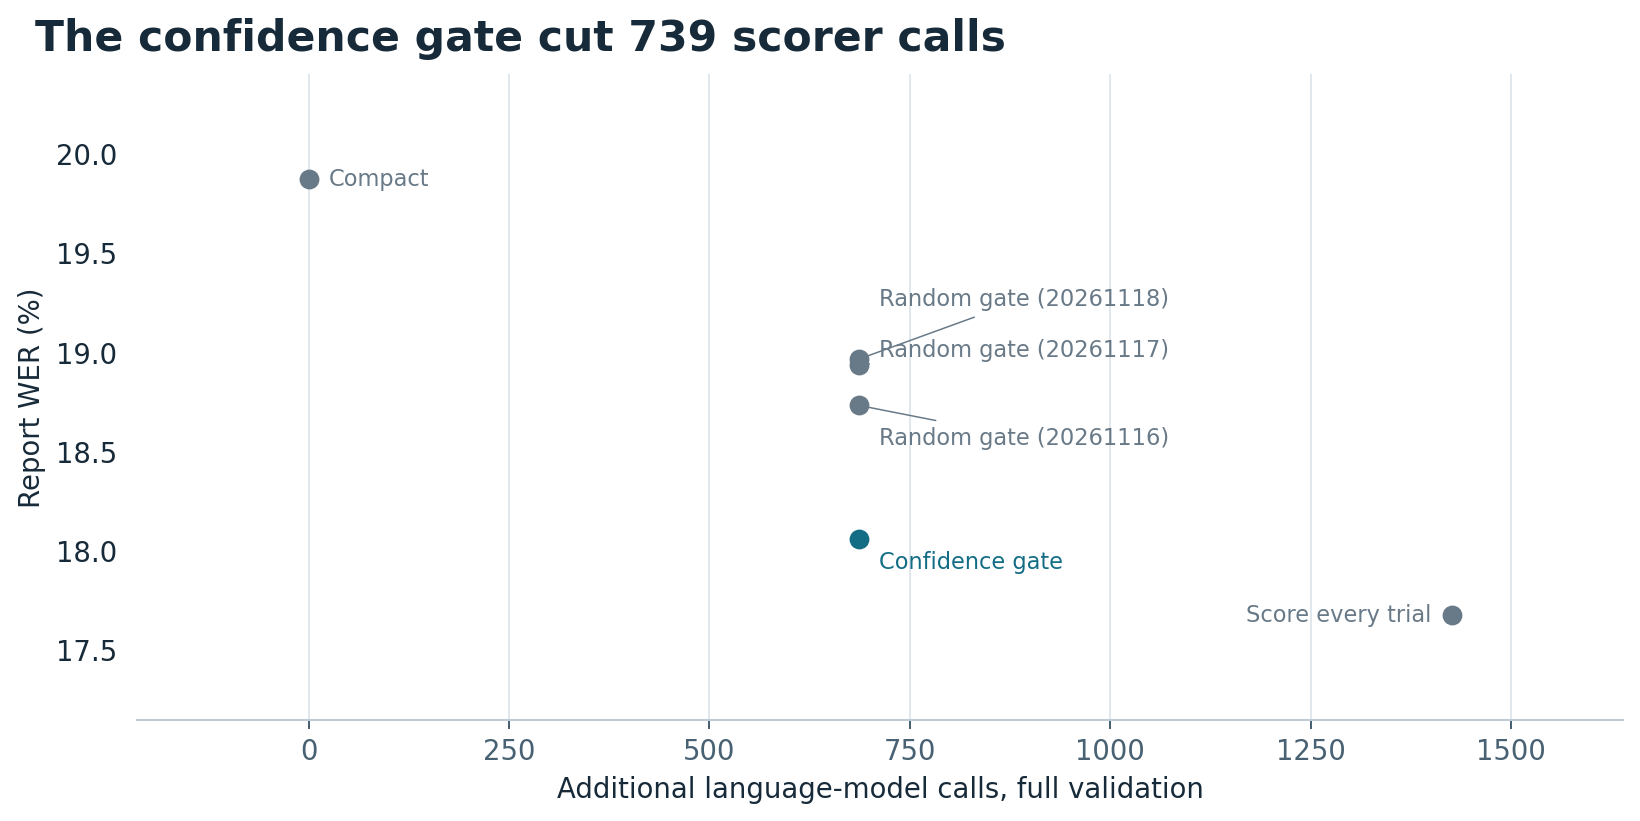 The confidence gate cut 739 scorer calls
Report WER (%)
20.0
19.5
19.0
18.5
18.0
17.5
Compact
Random gate (20261118)
Random gate (20261117)
Random gate (20261116)
Confidence gate
Score every trial
0 250 500 750 1000 1250 1500
Additional language-model calls, full validation